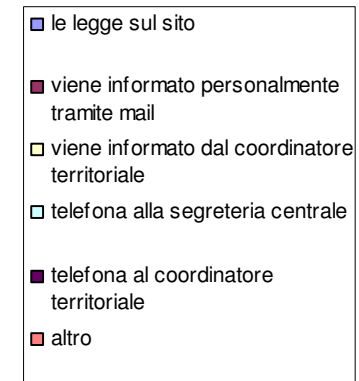 le legge sul sito
viene informato personalmente
tramite mail
viene informato dal coordinatore
territoriale
telefona alla segreteria centrale
telefona al coordinatore
territoriale
altro